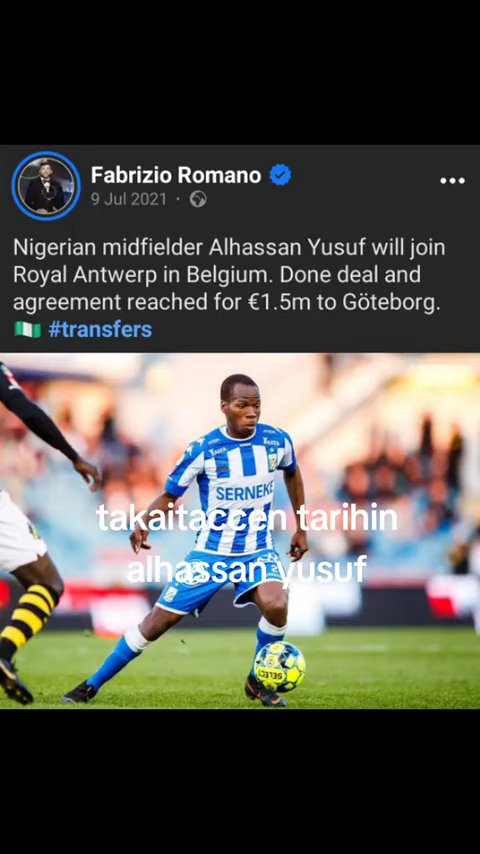 Fabrizio Romano
9 Jul 2021 ·
Nigerian midfielder Alhassan Yusuf will join
Royal Antwerp in Belgium. Done deal and
agreement reached for €1.5m to Göteborg.
🇳🇬 #transfers
SERNEKE
takaitaccen tarihin
alhassan yusuf
SELECT